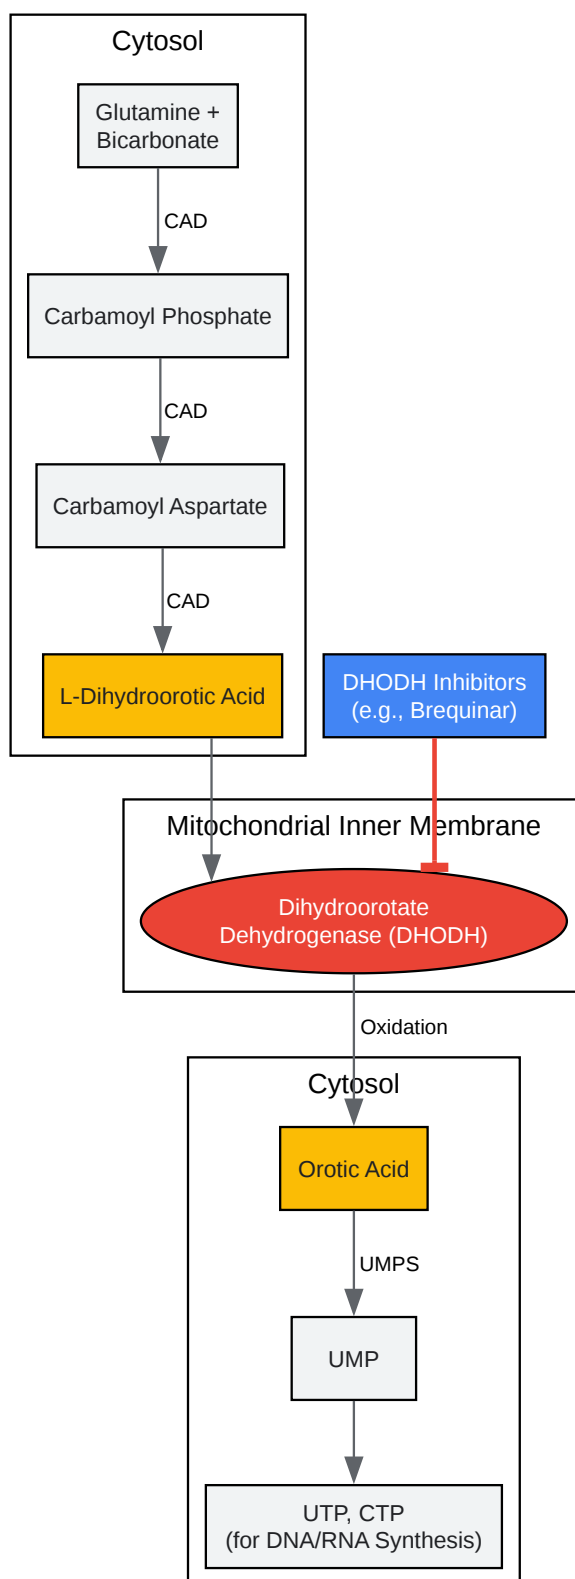 Cytosol
Glutamine +
Bicarbonate
CAD
Carbamoyl Phosphate
CAD
Carbamoyl Aspartate
CAD
L-Dihydroorotic Acid
DHODH Inhibitors
(e.g., Brequinar)
Mitochondrial Inner Membrane
Dihydroorotate
Dehydrogenase (DHODH)
Oxidation
Cytosol
Orotic Acid
UMPS
UMP
UTP, CTP
(for DNA/RNA Synthesis)